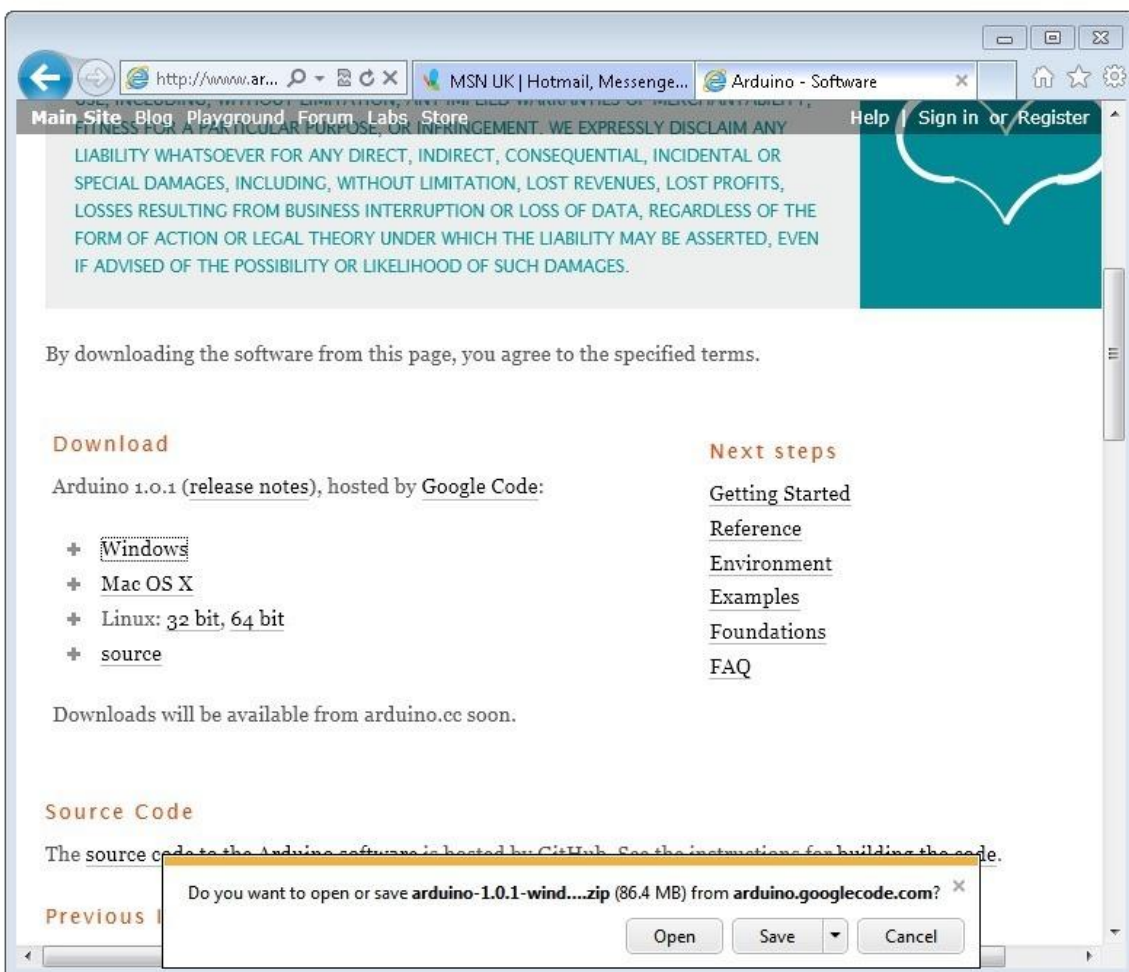 http://www.ar...
MSN UK | Hotmail, Messenge...
Arduino - Software
USE, INCLUDING, WITHOUT LIMITATION, ANY IMPLIED WARRANTIES OF MERCHANTABILITY,
Main Site Blog Playground Forum Labs Store
Help | Sign in or Register
FITNESS FOR A PARTICULAR PURPOSE, OR INFRINGEMENT. WE EXPRESSLY DISCLAIM ANY
LIABILITY WHATSOEVER FOR ANY DIRECT, INDIRECT, CONSEQUENTIAL, INCIDENTAL OR
SPECIAL DAMAGES, INCLUDING, WITHOUT LIMITATION, LOST REVENUES, LOST PROFITS,
LOSSES RESULTING FROM BUSINESS INTERRUPTION OR LOSS OF DATA, REGARDLESS OF THE
FORM OF ACTION OR LEGAL THEORY UNDER WHICH THE LIABILITY MAY BE ASSERTED, EVEN
IF ADVISED OF THE POSSIBILITY OR LIKELIHOOD OF SUCH DAMAGES.
By downloading the software from this page, you agree to the specified terms.
Download
Arduino 1.0.1 (release notes), hosted by Google Code:
Windows
Mac OS X
Linux: 32 bit, 64 bit
source
Downloads will be available from arduino.cc soon.
Next steps
Getting Started
Reference
Environment
Examples
Foundations
FAQ
Source Code
The source code to the Arduino software is hosted by GitHub. See the instructions for building the code.
Previous
Do you want to open or save arduino-1.0.1-wind....zip (86.4 MB) from arduino.googlecode.com?
Open
Save
Cancel